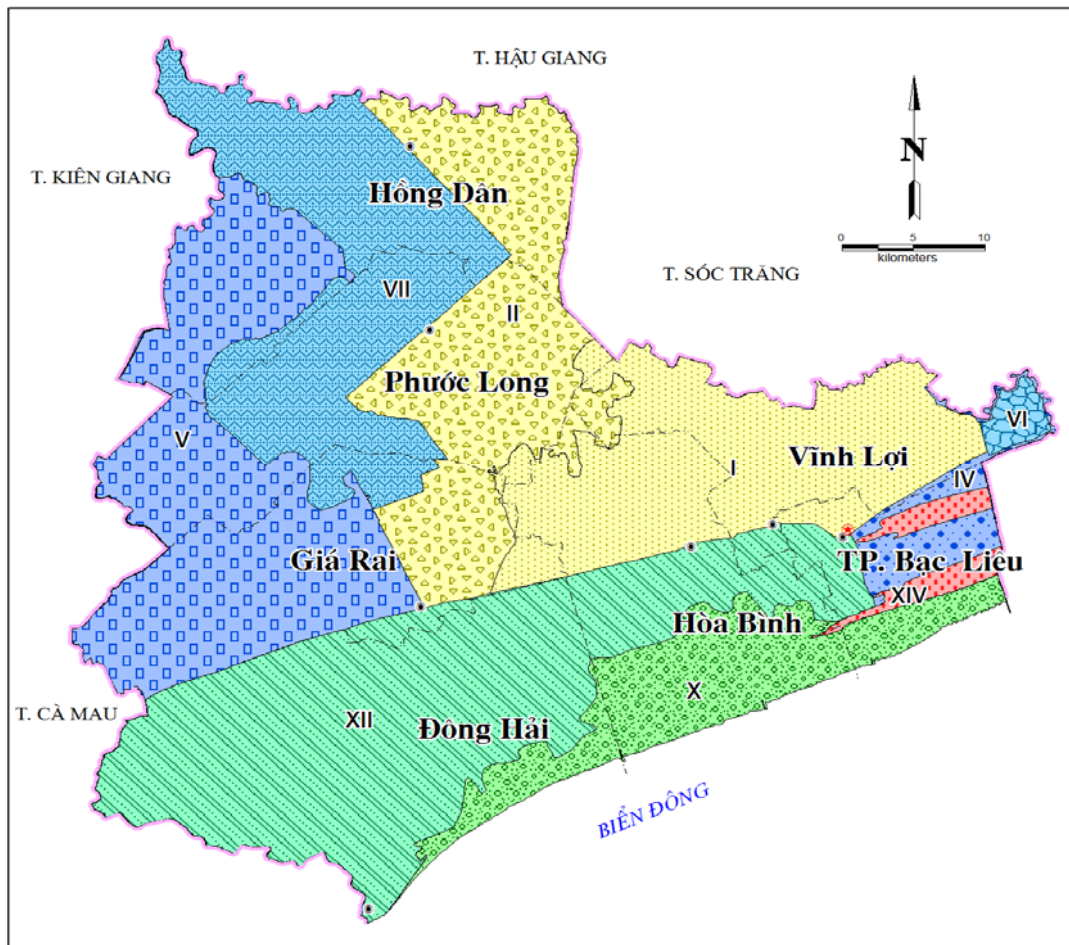 T. HẬU GIANG
N
T. KIÊN GIANG
Hồng Dân
0 5 10
kilometers
T. SÓC TRĂNG
VII
II
Phước Long
V
VI
I
Vĩnh Lợi
IV
Giá Rai
TP. Bạc Liêu
XIV
Hòa Bình
X
T. CÀ MAU
XII
Đông Hải
BIỂN ĐÔNG